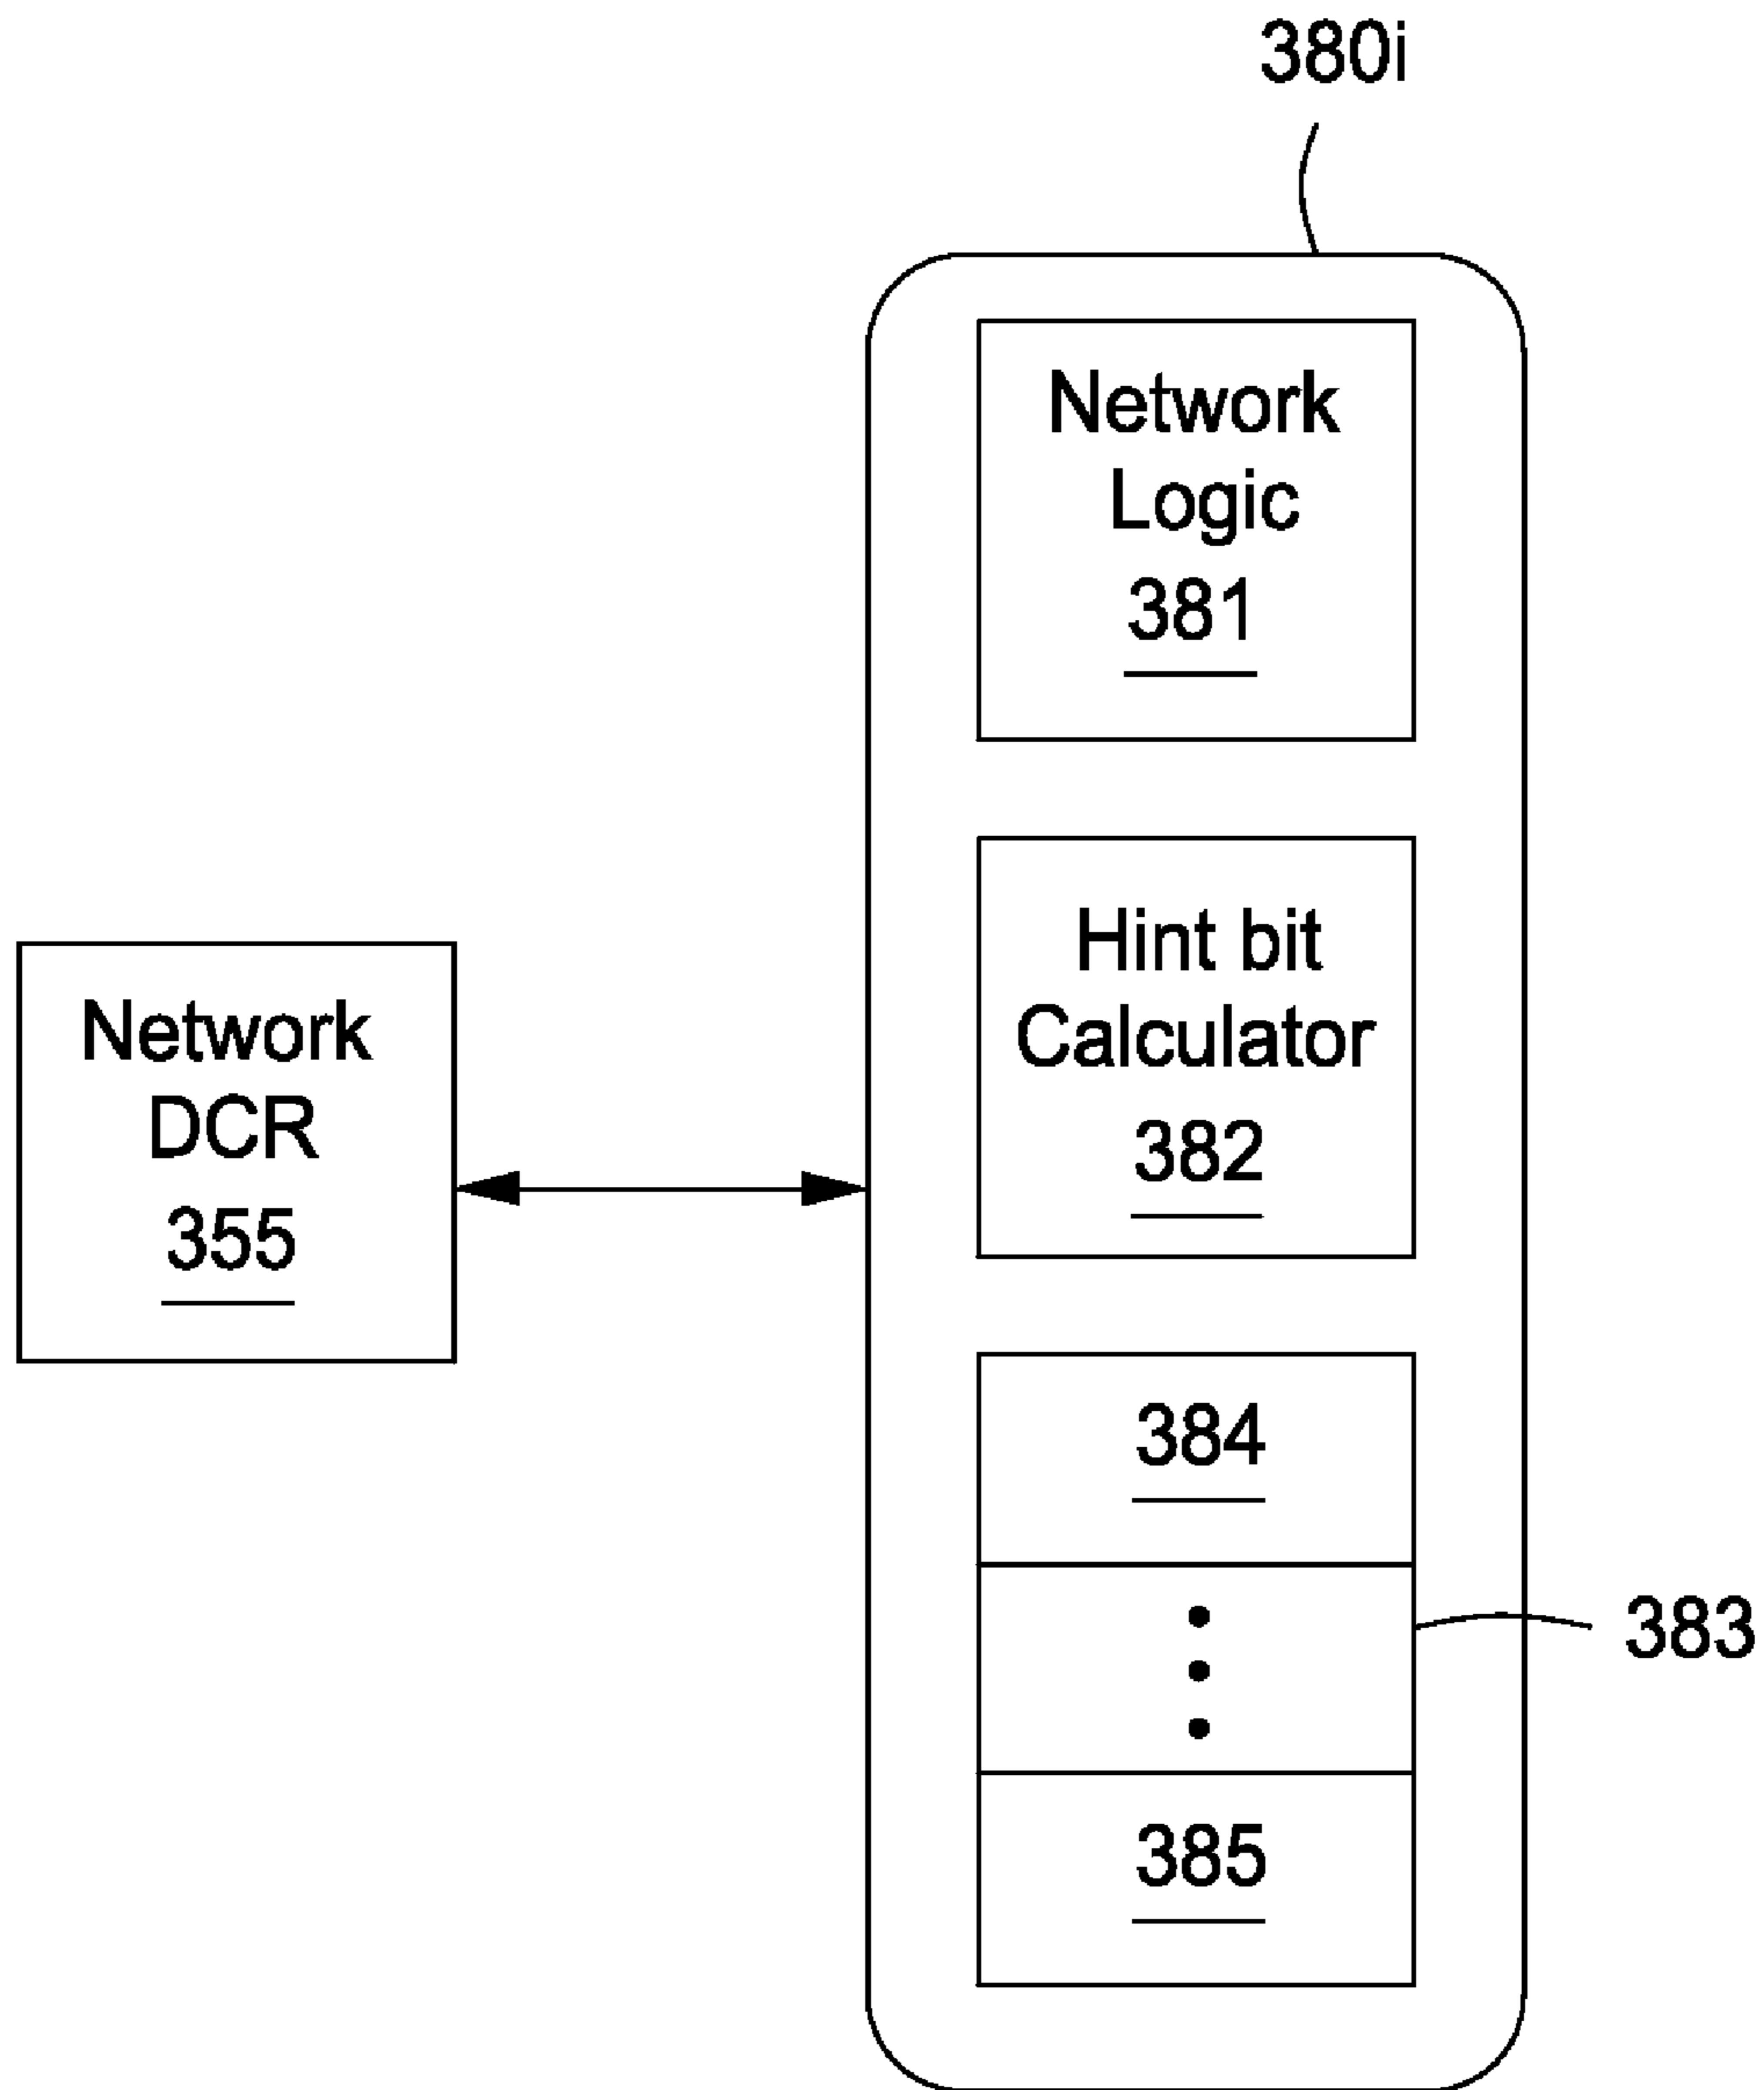 380i
Network
Logic
381
Hint bit
Calculator
382
Network
DCR
355
384
383
385